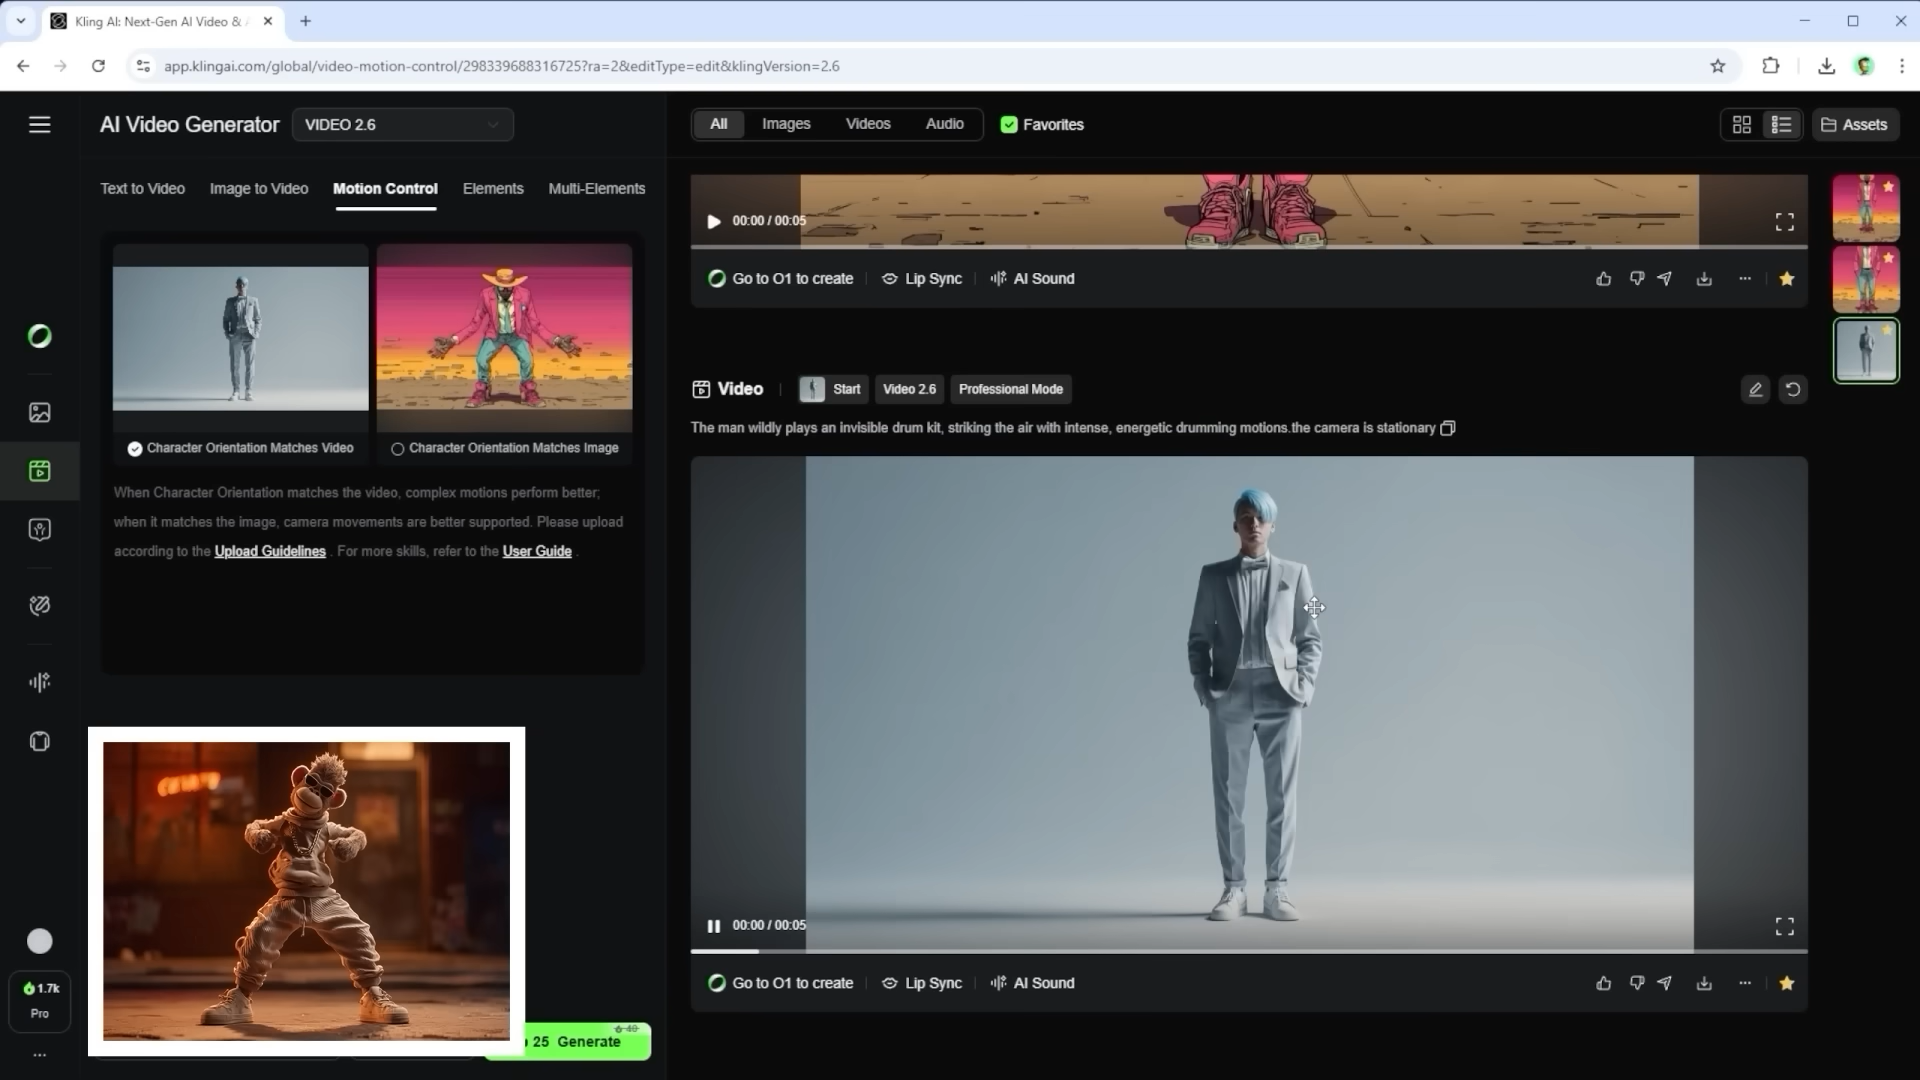 Kling AI: Next-Gen AI Video &
app.klingai.com/global/video-motion-control/298339688316725?ra=2&editType=edit&klingVersion=2.6
AI Video Generator
VIDEO 2.6
All
Images
Videos
Audio
Favorites
Assets
Text to Video
Image to Video
Motion Control
Elements
Multi-Elements
00:00 / 00:05
Go to O1 to create
Lip Sync
AI Sound
Character Orientation Matches Video
Character Orientation Matches Image
When Character Orientation matches the video, complex motions perform better;
when it matches the image, camera movements are better supported. Please upload
according to the Upload Guidelines . For more skills, refer to the User Guide .
Video
Start
Video 2.6
Professional Mode
The man wildly plays an invisible drum kit, striking the air with intense, energetic drumming motions.the camera is stationary
00:00 / 00:05
Go to O1 to create
Lip Sync
AI Sound
1.7k
Pro
25 Generate